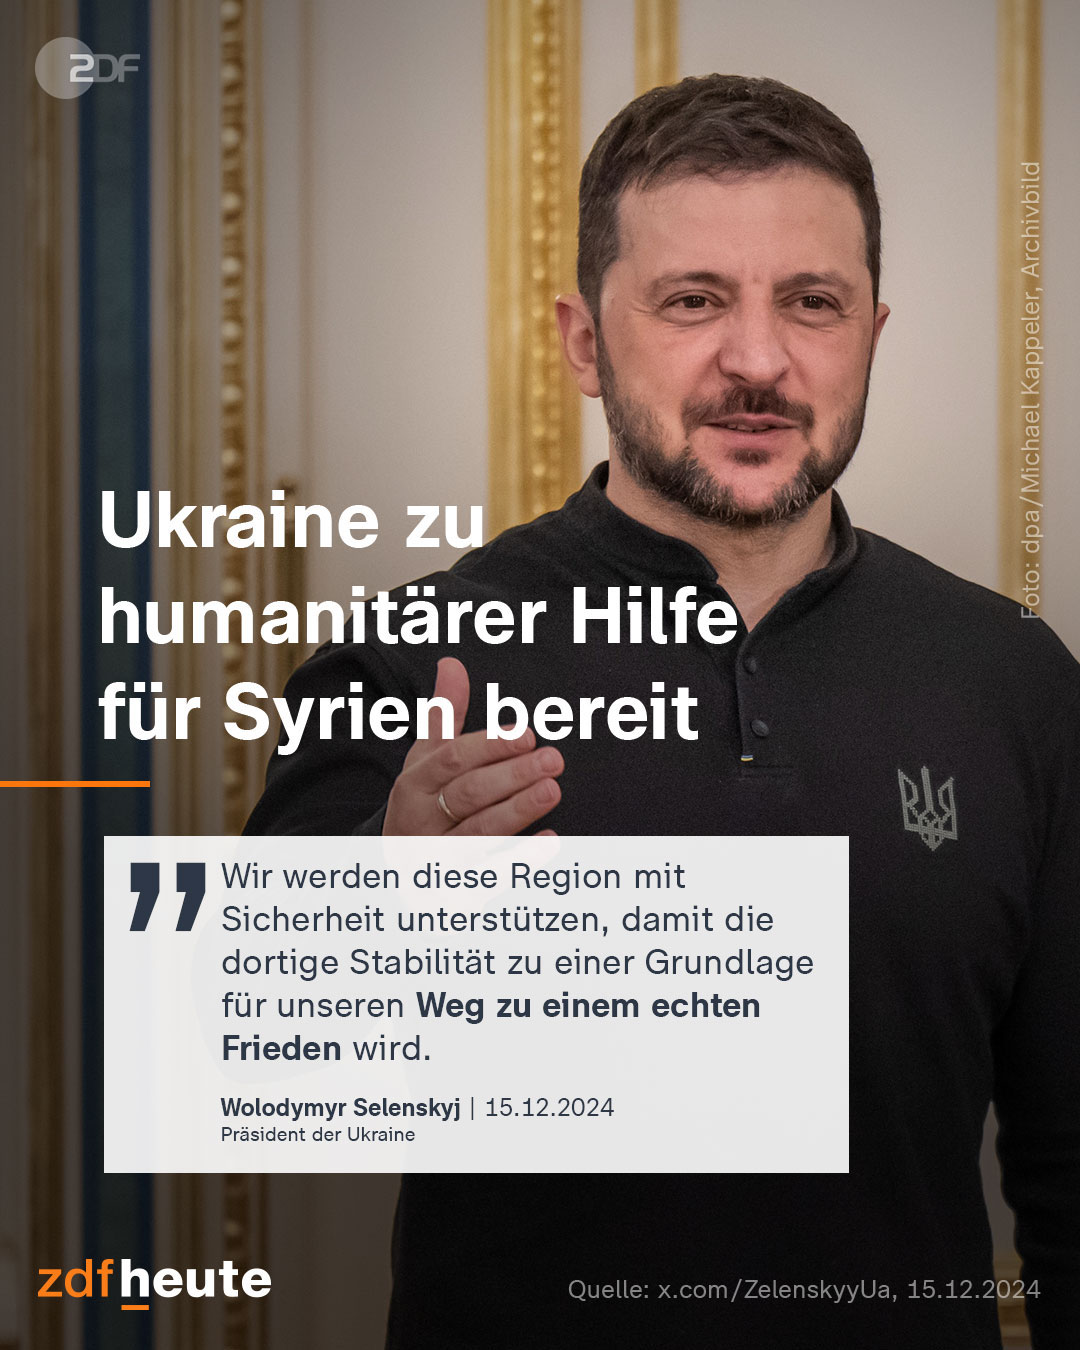 ZDF
Foto: dpa/Michael Kappeler, Archivbild
Ukraine zu
humanitärer Hilfe
für Syrien bereit
” Wir werden diese Region mit
Sicherheit unterstützen, damit die
dortige Stabilität zu einer Grundlage
für unseren Weg zu einem echten
Frieden wird.
Wolodymyr Selenskyj | 15.12.2024
Präsident der Ukraine
zdfheute
Quelle: x.com/ZelenskyyUa, 15.12.2024